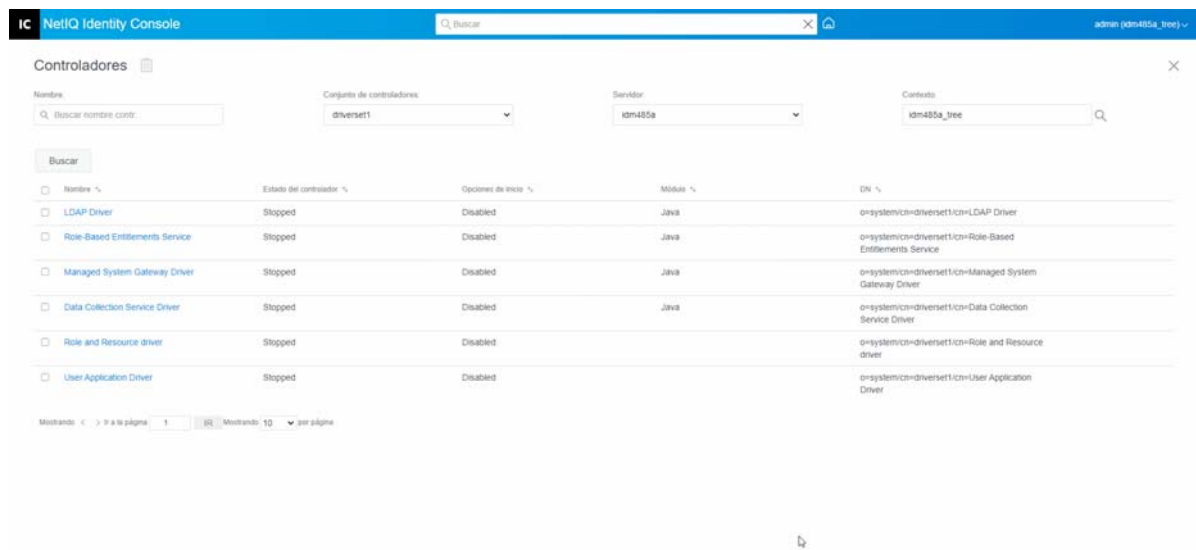 IC NetIQ Identity Console Buscar admin (idm485a_tree)
Controladores
Nombre: Conjunto de controladores: Servidor: Contexto:
Buscar nombre contr. driverset1 idm485a idm485a_tree
Buscar
Nombre Estado del controlador Opciones de inicio Módulo DN
LDAP Driver Stopped Disabled Java o=system/cn=driverset1/cn=LDAP Driver
Role-Based Entitlements Service Stopped Disabled Java o=system/cn=driverset1/cn=Role-Based
Entitlements Service
Managed System Gateway Driver Stopped Disabled Java o=system/cn=driverset1/cn=Managed System
Gateway Driver
Data Collection Service Driver Stopped Disabled Java o=system/cn=driverset1/cn=Data Collection
Service Driver
Role and Resource driver Stopped Disabled o=system/cn=driverset1/cn=Role and Resource
driver
User Application Driver Stopped Disabled o=system/cn=driverset1/cn=User Application
Driver
Mostrando < > Ir a la página 1 |R| Mostrando 10 por página